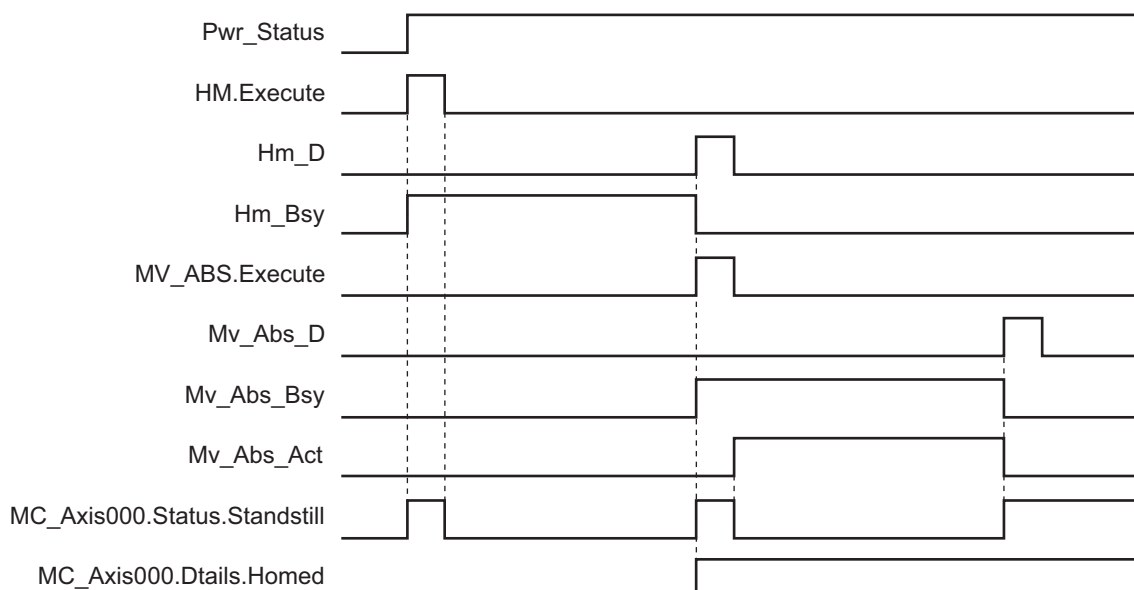 Pwr_Status
HM.Execute
Hm_D
Hm_Bsy
MV_ABS.Execute
Mv_Abs_D
Mv_Abs_Bsy
Mv_Abs_Act
MC_Axis000.Status.Standstill
MC_Axis000.Dtails.Homed